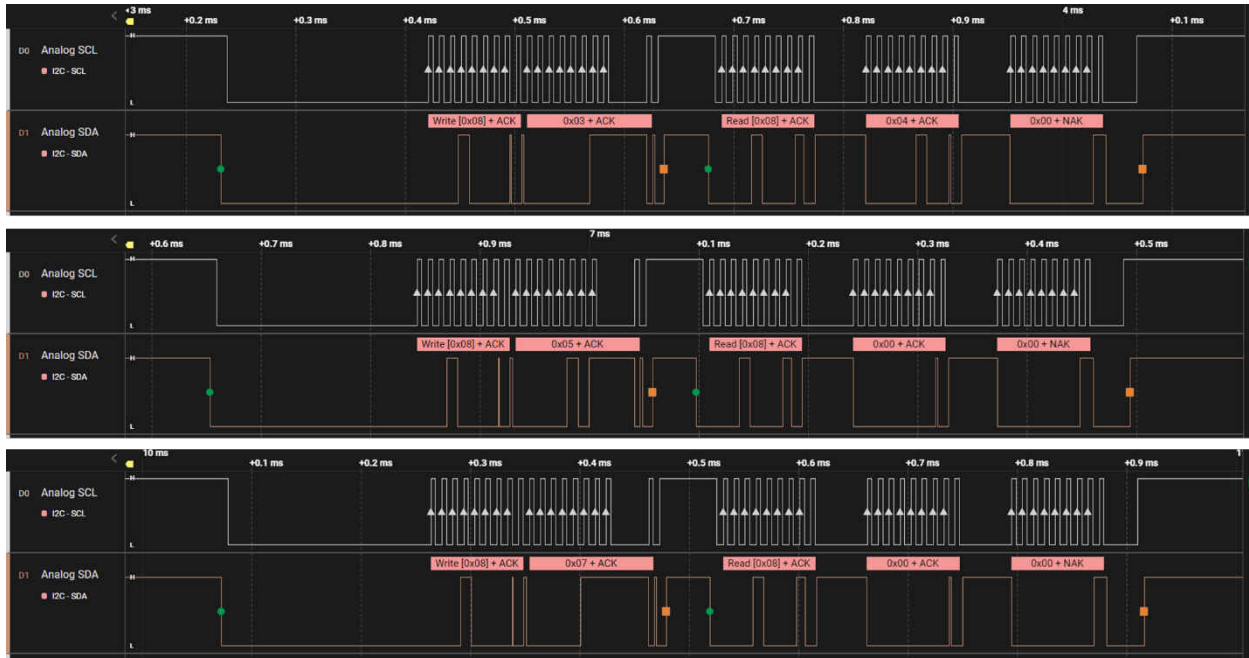 +3 ms 4 ms
+0.2 ms +0.3 ms +0.4 ms +0.5 ms +0.6 ms +0.7 ms +0.8 ms +0.9 ms +0.1 ms
D0 Analog SCL
H
I2C - SCL
L
Write [0x08] + ACK 0x03 + ACK Read [0x08] + ACK 0x04 + ACK 0x00 + NAK
D1 Analog SDA
H
I2C - SDA
L
7 ms
+0.6 ms +0.7 ms +0.8 ms +0.9 ms +0.1 ms +0.2 ms +0.3 ms +0.4 ms +0.5 ms
D0 Analog SCL
H
I2C - SCL
L
Write [0x08] + ACK 0x05 + ACK Read [0x08] + ACK 0x00 + ACK 0x00 + NAK
D1 Analog SDA
H
I2C - SDA
L
10 ms 1
+0.1 ms +0.2 ms +0.3 ms +0.4 ms +0.5 ms +0.6 ms +0.7 ms +0.8 ms +0.9 ms
D0 Analog SCL
H
I2C - SCL
L
Write [0x08] + ACK 0x07 + ACK Read [0x08] + ACK 0x00 + ACK 0x00 + NAK
D1 Analog SDA
H
I2C - SDA
L